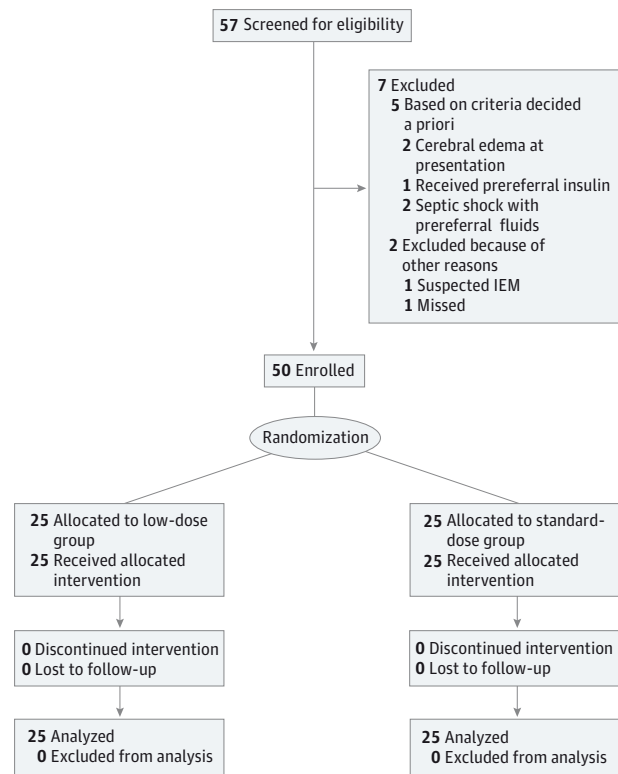 57 Screened for eligibility
7 Excluded
5 Based on criteria decided
a priori
2 Cerebral edema at
presentation
1 Received prereferral insulin
2 Septic shock with
prereferral fluids
2 Excluded because of
other reasons
1 Suspected IEM
1 Missed
50 Enrolled
Randomization
25 Allocated to low-dose
group
25 Received allocated
intervention
25 Allocated to standard-
dose group
25 Received allocated
intervention
0 Discontinued intervention
0 Lost to follow-up
0 Discontinued intervention
0 Lost to follow-up
25 Analyzed
0 Excluded from analysis
25 Analyzed
0 Excluded from analysis